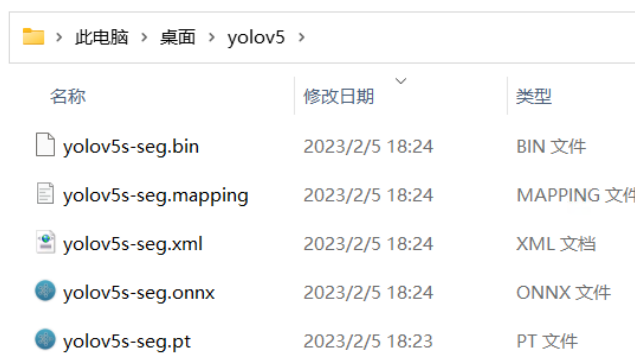 此电脑 > 桌面 > yolov5 >
名称 修改日期 类型
yolov5s-seg.bin 2023/2/5 18:24 BIN 文件
yolov5s-seg.mapping 2023/2/5 18:24 MAPPING 文件
yolov5s-seg.xml 2023/2/5 18:24 XML 文档
yolov5s-seg.onnx 2023/2/5 18:24 ONNX 文件
yolov5s-seg.pt 2023/2/5 18:23 PT 文件